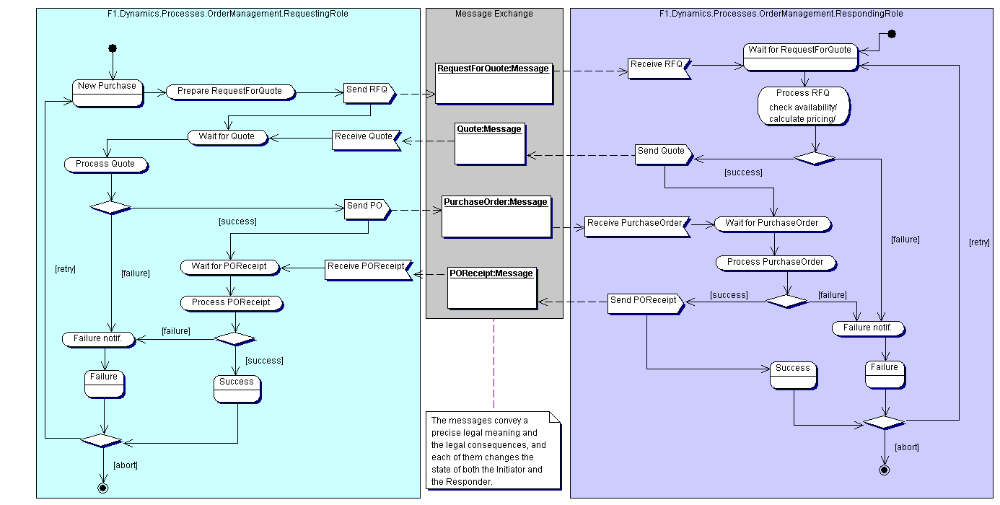 F1.Dynamics.Processes.OrderManagement.RequestingRole
New Purchase
Prepare RequestForQuote
Send RFQ
Wait for Quote
Receive Quote
Process Quote
Send PO
[success]
Wait for POReceipt
Receive POReceipt
[retry]
[failure]
Process POReceipt
Failure notif.
[failure]
[success]
Failure
Success
[abort]
Message Exchange
RequestForQuote:Message
Quote:Message
PurchaseOrder:Message
POReceipt:Message
The messages convey a
precise legal meaning and
the legal consequences, and
each of them changes the
state of both the Initiator and
the Responder.
F1.Dynamics.Processes.OrderManagement.RespondingRole
Wait for RequestForQuote
Receive RFQ
Process RFQ
check availability/
calculate pricing/
Send Quote
[success]
Receive PurchaseOrder
Wait for PurchaseOrder
[failure]
[retry]
Process PurchaseOrder
Send POReceipt
[success]
[failure]
Failure notif.
Success
Failure
[abort]